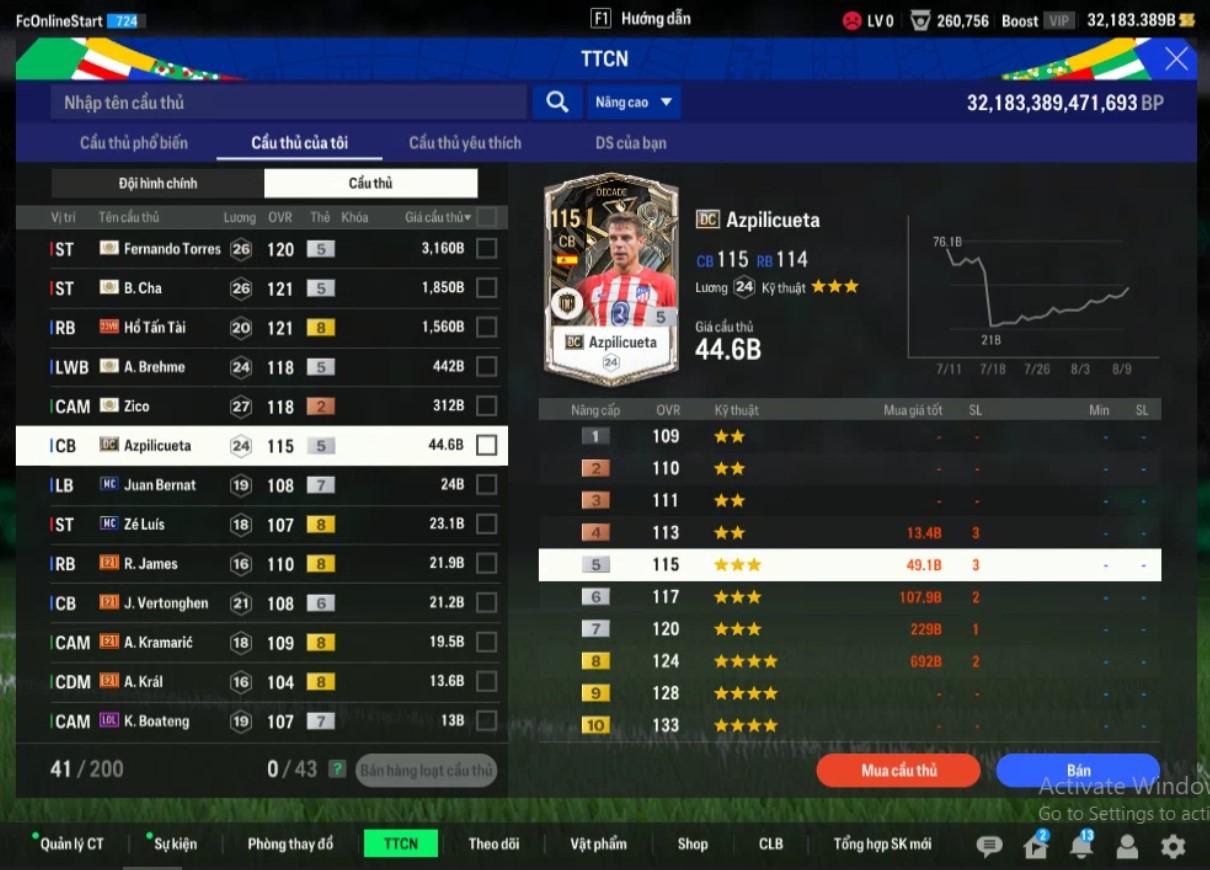 FcOnlineStart 724
F1 Hướng dẫn
LV 0 260,756 Boost VIP 32,183.389B
TTCN
Nhập tên cầu thủ
Nâng cao
32,183,389,471,693 BP
Cầu thủ phổ biến Cầu thủ của tôi Cầu thủ yêu thích DS của bạn
Đội hình chính Cầu thủ
Vị trí Tên cầu thủ Lương OVR Thẻ Khóa Giá cầu thủ
ST Fernando Torres 26 120 5 3,160B
ST B. Cha 26 121 5 1,850B
RB Hồ Tấn Tài 20 121 8 1,560B
LWB A. Brehme 24 118 5 442B
CAM Zico 27 118 2 312B
CB DC Azpilicueta 24 115 5 44.6B
LB MC Juan Bernat 19 108 7 24B
ST MC Zé Luís 18 107 8 23.1B
RB E21 R. James 16 110 8 21.9B
CB E21 J. Vertonghen 21 108 6 21.2B
CAM E21 A. Kramarić 18 109 8 19.5B
CDM E21 A. Král 16 104 8 13.6B
CAM LOL K. Boateng 19 107 7 13B
41 / 200 0 / 43 ? Bán hàng loạt cầu thủ
DECADE
115
CB
5
DC Azpilicueta
24
DC Azpilicueta
CB 115 RB 114
Lương 24 Kỹ thuật
Giá cầu thủ
44.6B
76.1B
21B
7/11 7/18 7/26 8/3 8/9
Nâng cấp OVR Kỹ thuật Mua giá tốt SL Min SL
1 109 - - - -
2 110 - - - -
3 111 - - - -
4 113 13.4B 3 - -
5 115 49.1B 3 - -
6 117 107.9B 2 - -
7 120 229B 1 - -
8 124 692B 2 - -
9 128 - - - -
10 133 - - - -
Mua cầu thủ Bán
Activate Windo
Go to Settings to acti
Quản lý CT Sự kiện Phòng thay đồ TTCN Theo dõi Vật phẩm Shop CLB Tổng hợp SK mới 2 13